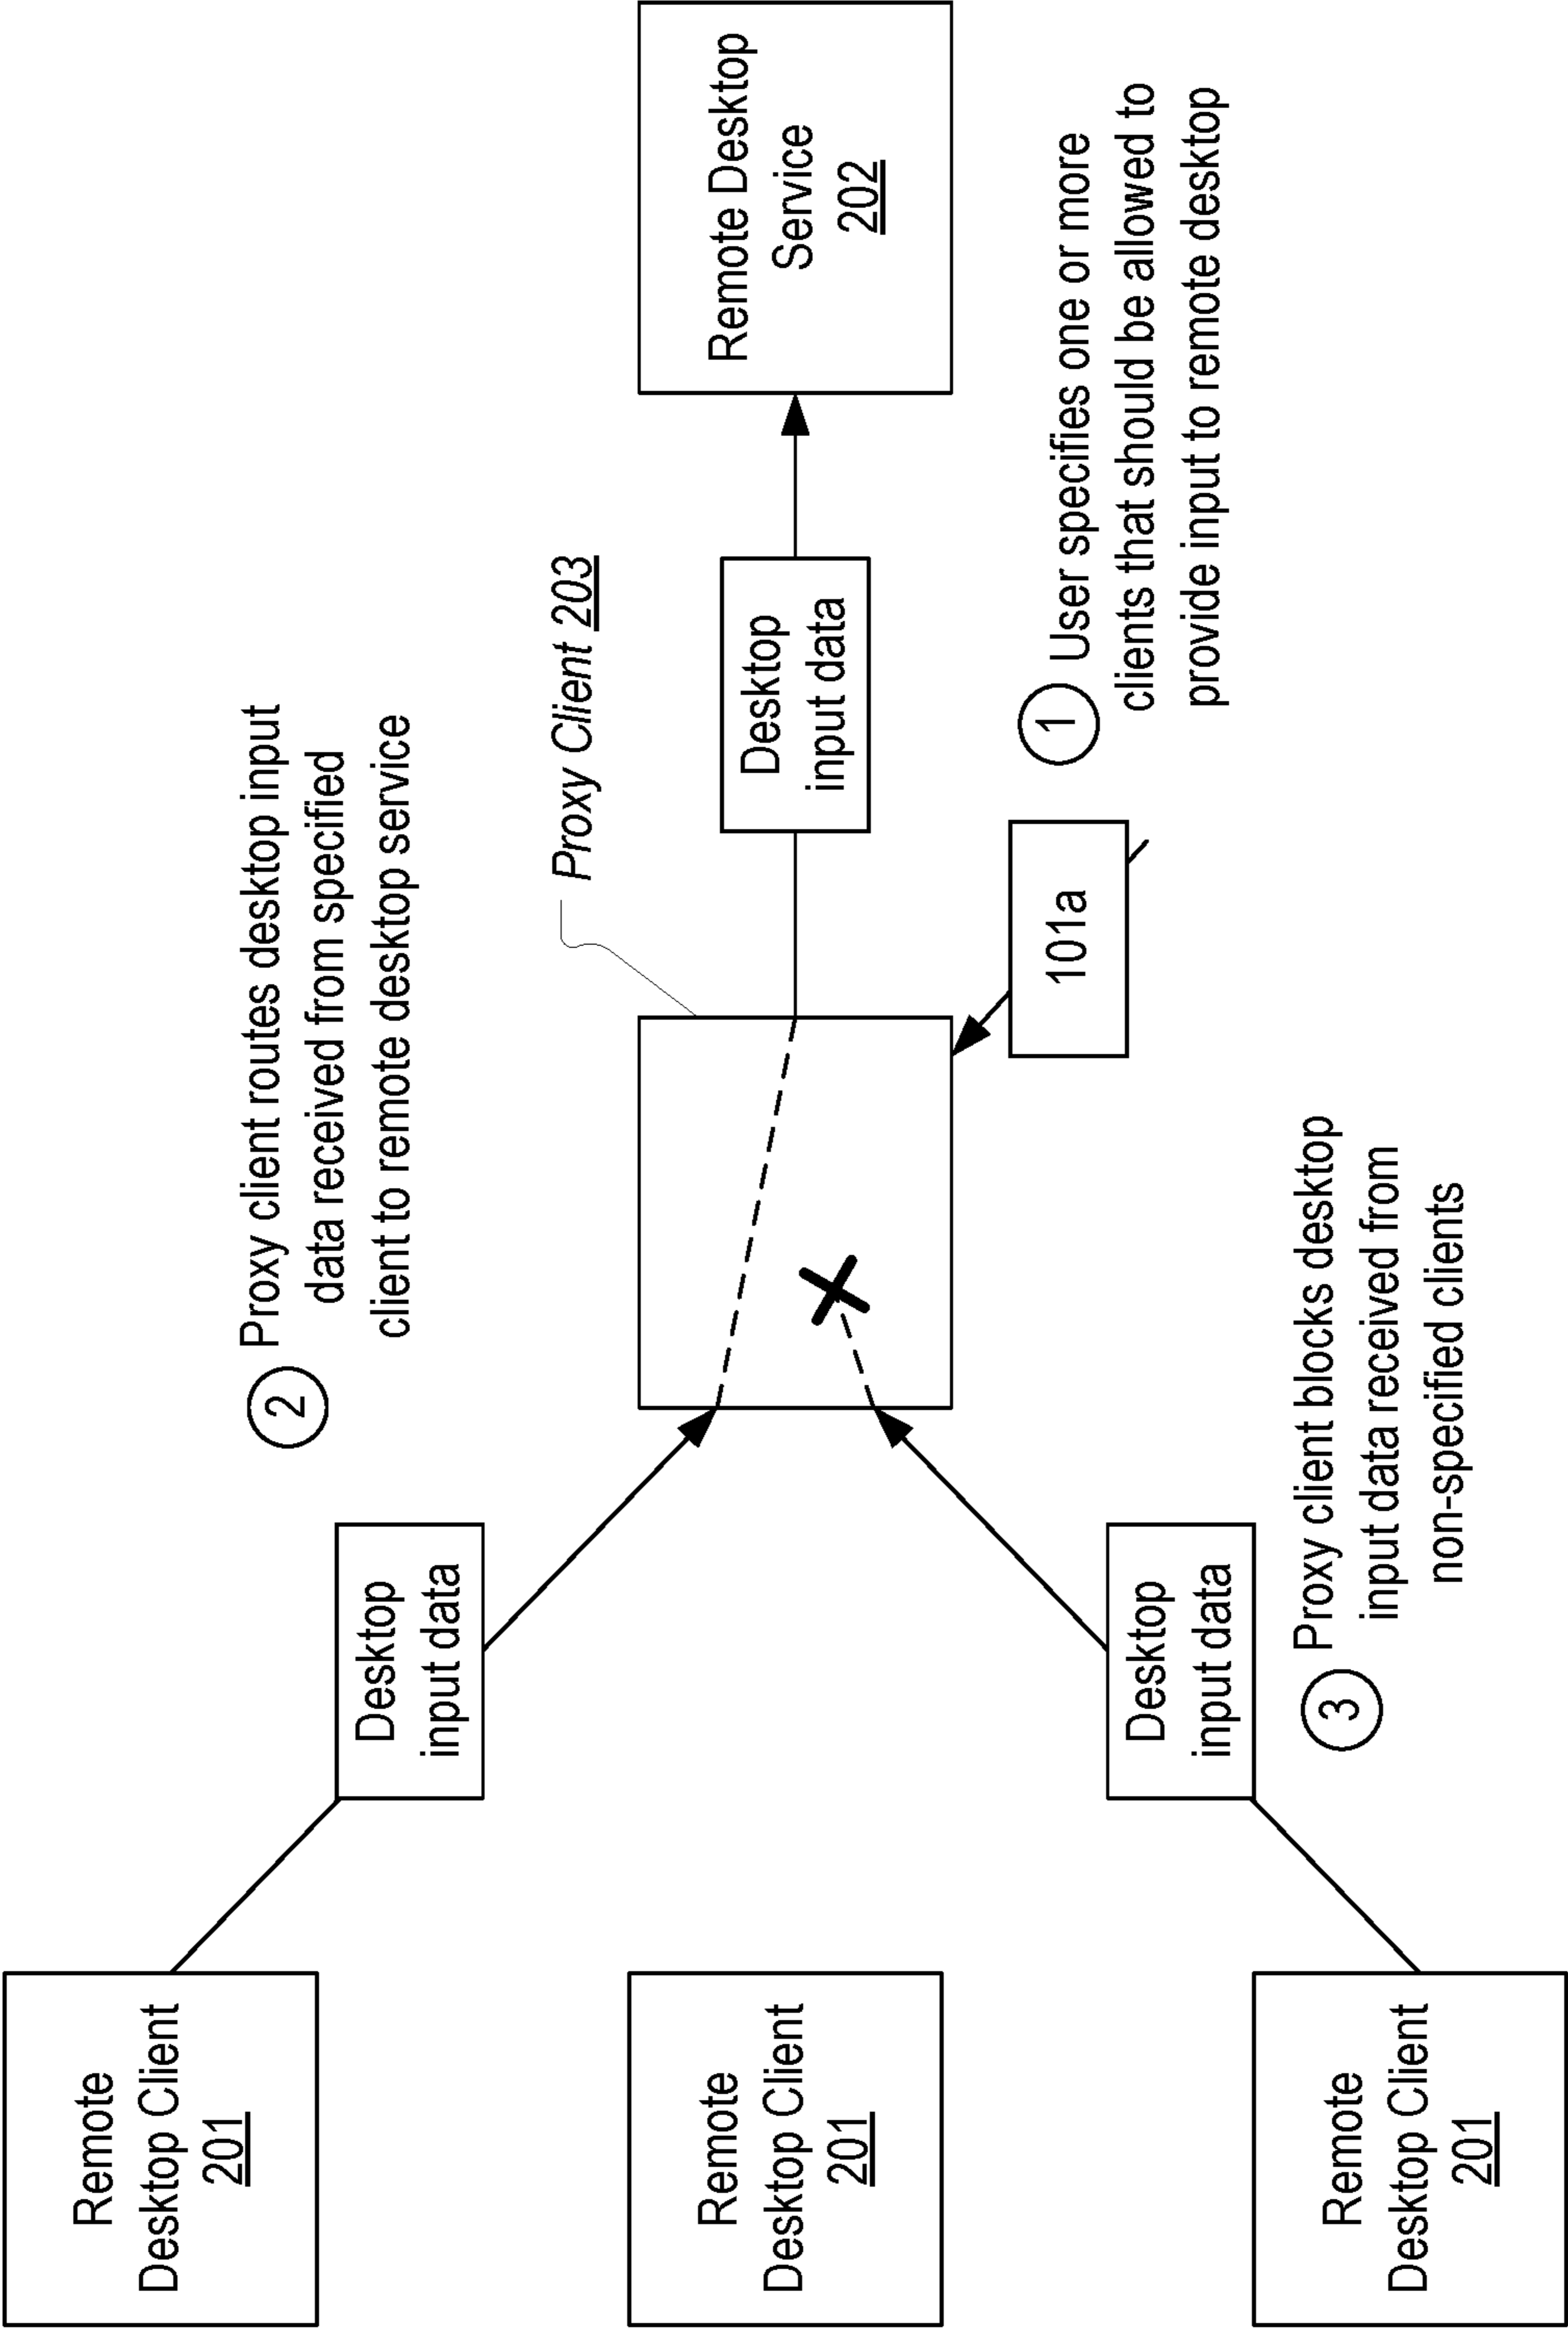 Remote
Desktop Client
201
Remote
Desktop Client
201
Remote
Desktop Client
201
Desktop
input data
Desktop
input data
2
Proxy client routes desktop input
data received from specified
client to remote desktop service
3
Proxy client blocks desktop
input data received from
non-specified clients
Proxy Client 203
101a
Desktop
input data
1
User specifies one or more
clients that should be allowed to
provide input to remote desktop
Remote Desktop
Service
202